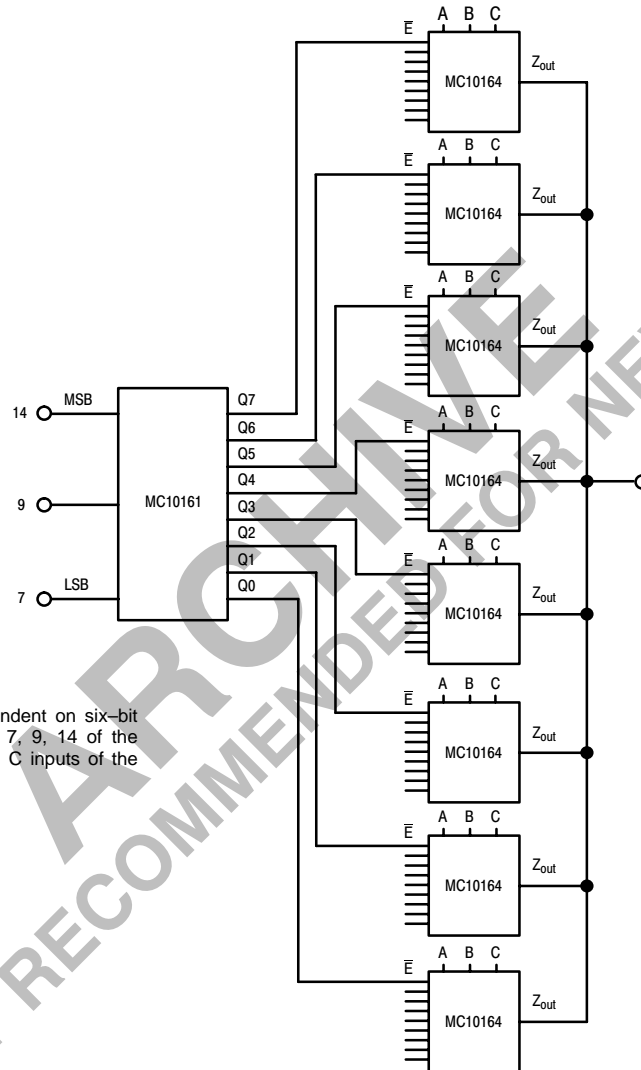 A B C
E
Zout
MC10164
A B C
E
Zout
MC10164
A B C
E
Zout
MC10164
A B C
E
Zout
MC10164
A B C
E
Zout
MC10164
A B C
E
Zout
MC10164
A B C
E
Zout
MC10164
A B C
E
Zout
MC10164
14
MSB
9
7
LSB
MC10161
Q7
Q6
Q5
Q4
Q3
Q2
Q1
Q0
ndent on six–bit
7, 9, 14 of the
C inputs of the
ARCHIVE
RECOMMENDED FOR NE